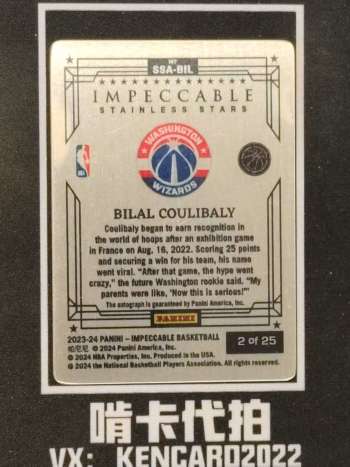 Nº
SSA-BIL
IMPECCABLE
STAINLESS STARS
WASHINGTON
WIZARDS
NBA
BILAL COULIBALY
Coulibaly began to earn recognition in
the world of hoops after an exhibition game
in France on Aug, 16, 2022. Scoring 25 points
and securing a win for his team, his name
went viral. “After that game, the hype went
crazy,” the future Washington rookie said. “My
parents were like, ‘Now this is serious!’”
The autograph is guaranteed by Panini America, Inc.
PANINI
2023-24 PANINI - IMPECCABLE BASKETBALL
帕尼尼 © 2024 Panini America, Inc.
© 2024 NBA Properties, Inc. Produced in the USA.
© 2024 the National Basketball Players Association. All rights reserved.
2 of 25
啃卡代拍
VX: KENCARD2022